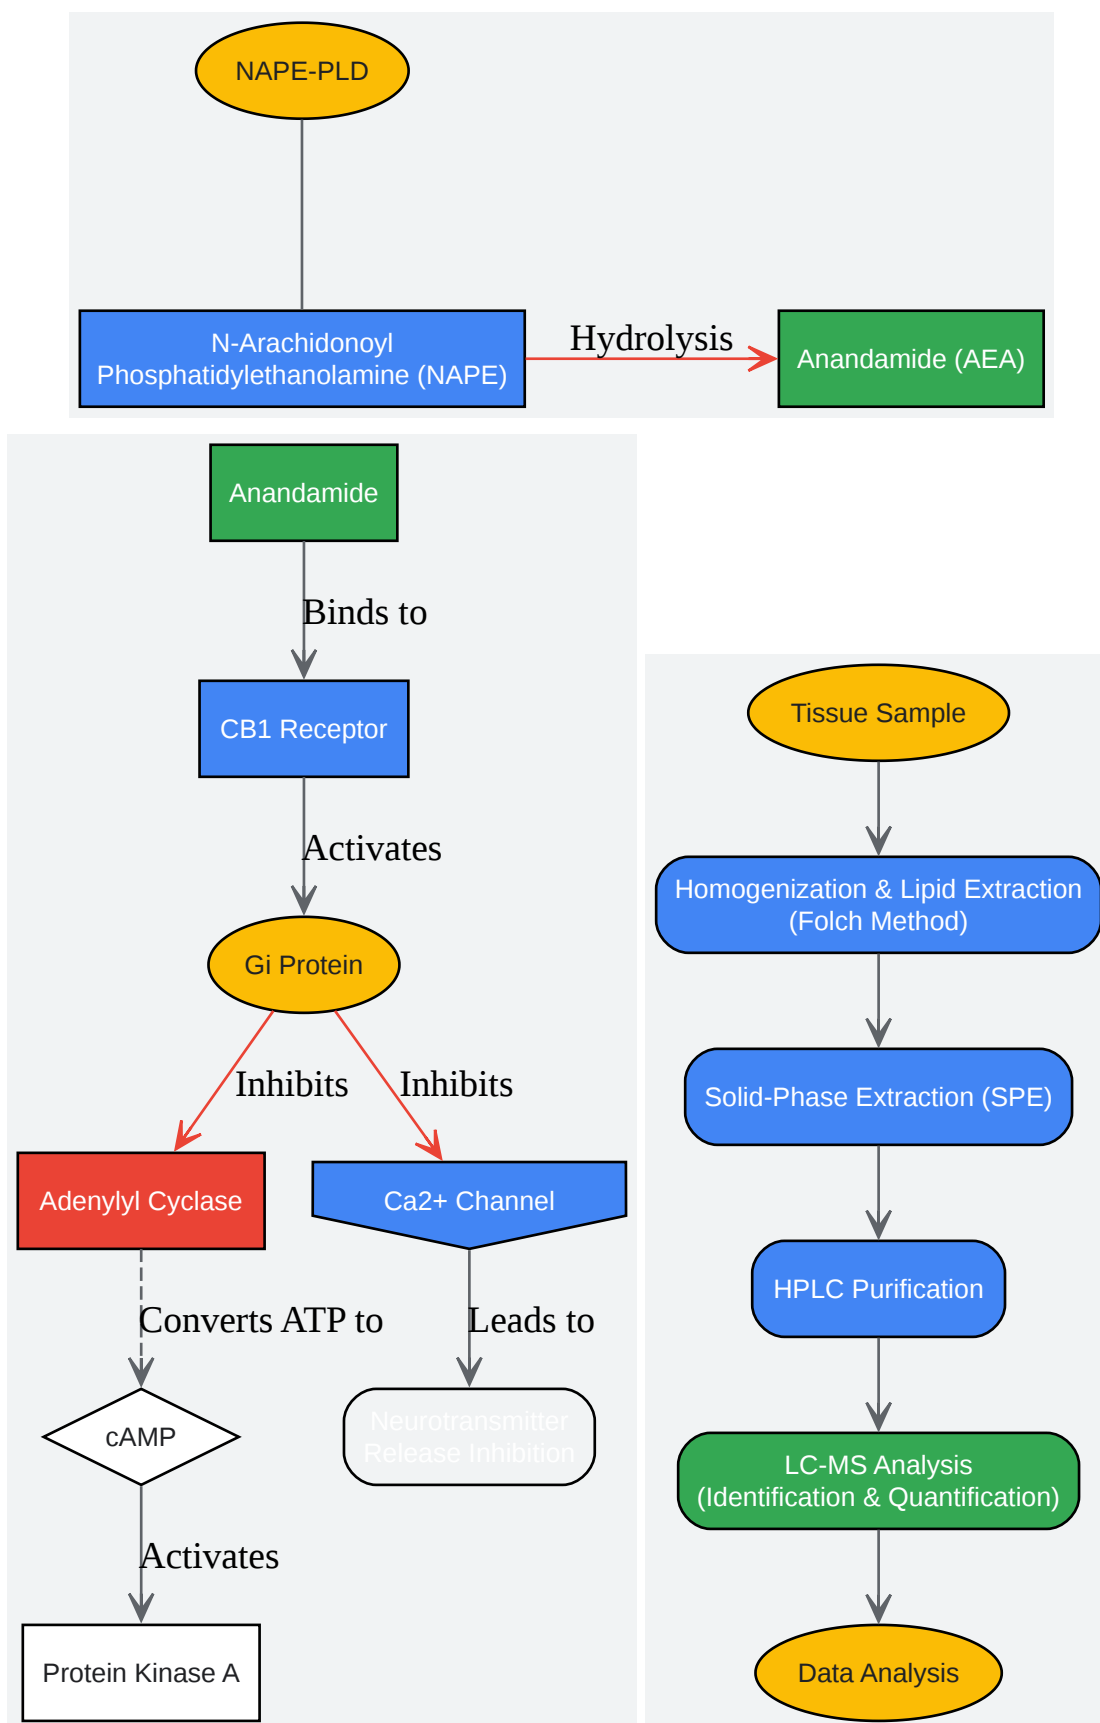 NAPE-PLD
N-Arachidonoyl
Phosphatidylethanolamine (NAPE)
Hydrolysis
Anandamide (AEA)
Anandamide
Binds to
CB1 Receptor
Activates
Gi Protein
Inhibits
Inhibits
Adenylyl Cyclase
Ca2+ Channel
Converts ATP to
Leads to
cAMP
Neurotransmitter
Release Inhibition
Activates
Protein Kinase A
Tissue Sample
Homogenization & Lipid Extraction
(Folch Method)
Solid-Phase Extraction (SPE)
HPLC Purification
LC-MS Analysis
(Identification & Quantification)
Data Analysis